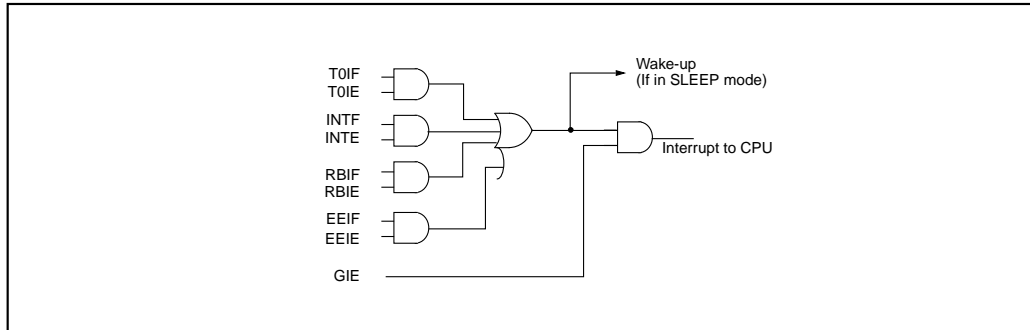 T0IF
T0IE
INTF
INTE
RBIF
RBIE
EEIF
EEIE
GIE
Wake-up
(If in SLEEP mode)
Interrupt to CPU